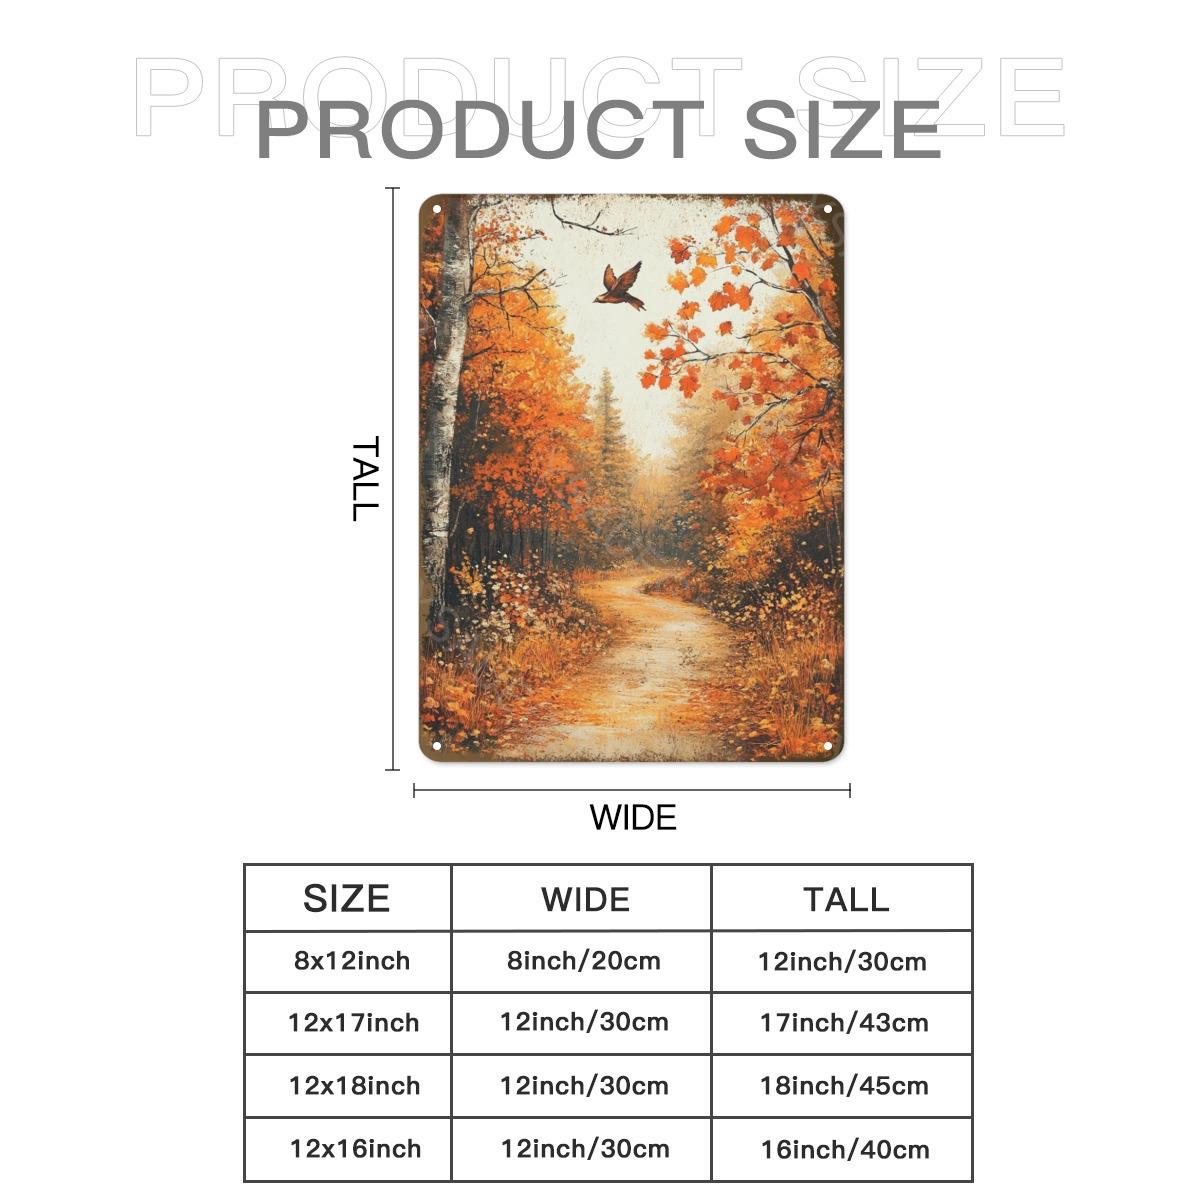 PRODUCT SIZE
PRODUCT SIZE
TALL
WIDE
SIZE WIDE TALL
8x12inch 8inch/20cm 12inch/30cm
12x17inch 12inch/30cm 17inch/43cm
12x18inch 12inch/30cm 18inch/45cm
12x16inch 12inch/30cm 16inch/40cm